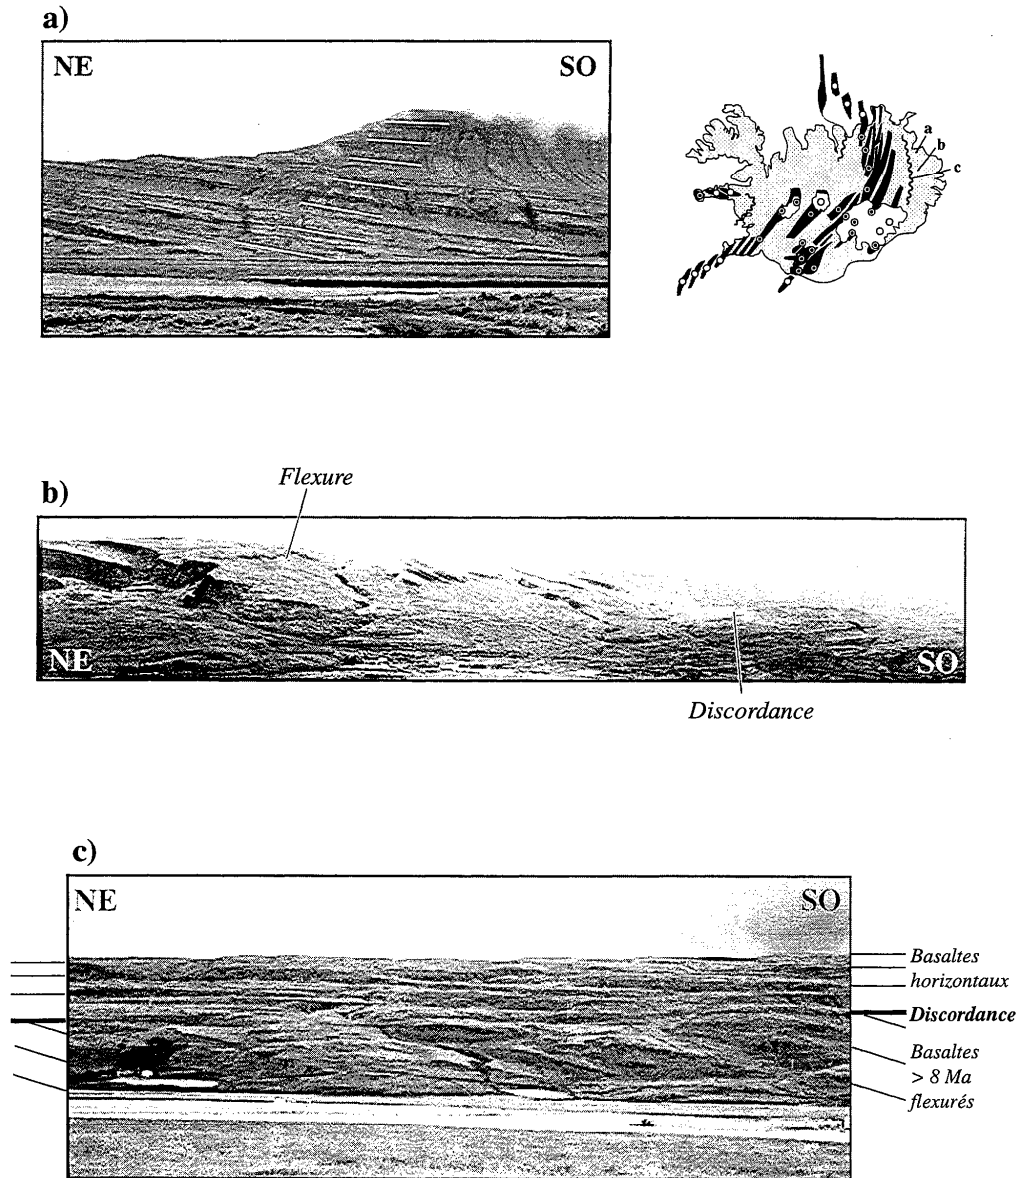 a)
NE
SO
a
b
c
Flexure
b)
NE
SO
Discordance
c)
NE
SO
Basaltes
horizontaux
Discordance
Basaltes
> 8 Ma
flexurés